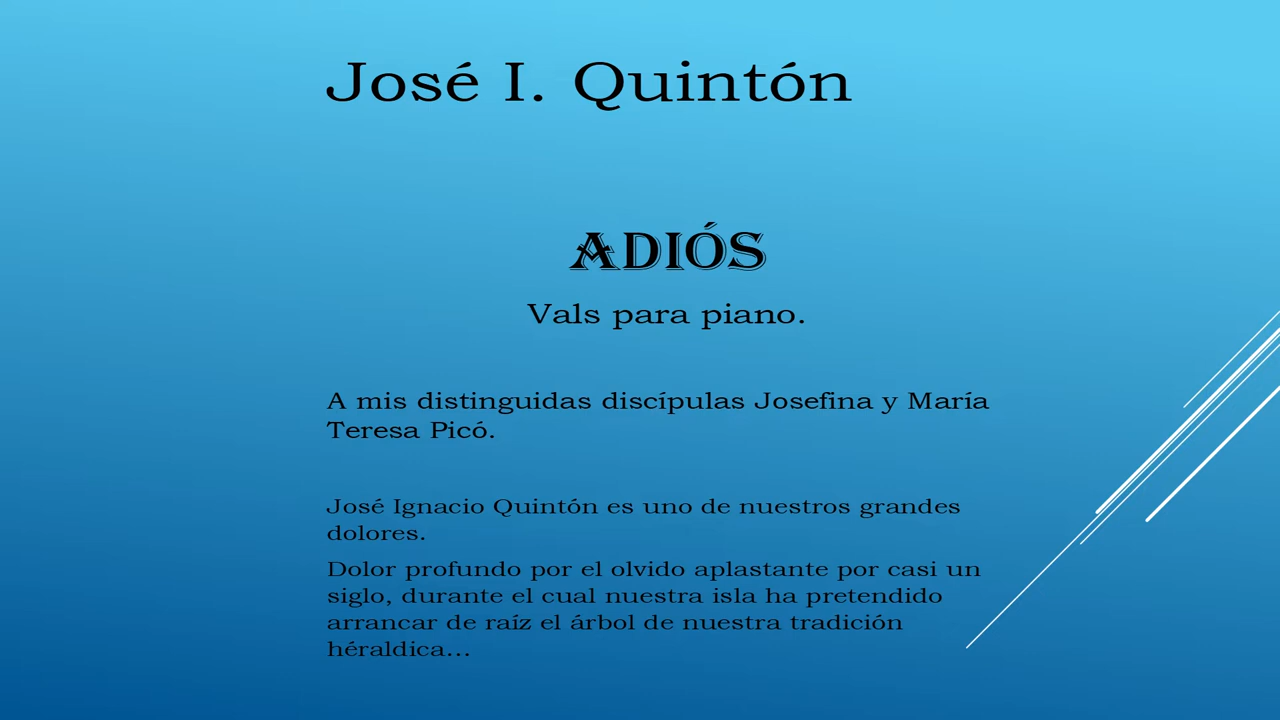 José I. Quintón
ADIÓS
Vals para piano.
A mis distinguidas discípulas Josefina y María
Teresa Picó.
José Ignacio Quintón es uno de nuestros grandes
dolores.
Dolor profundo por el olvido aplastante por casi un
siglo, durante el cual nuestra isla ha pretendido
arrancar de raíz el árbol de nuestra tradición
héraldica...